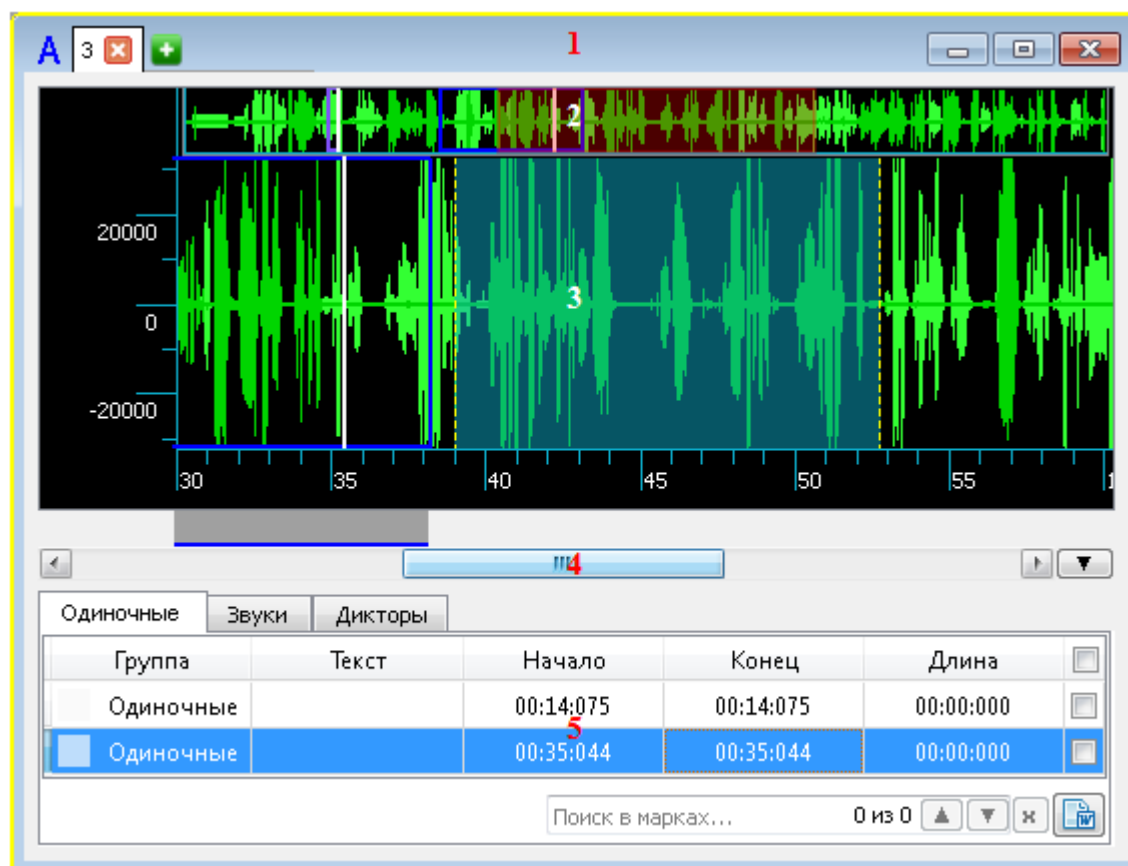 A 3 1
2
20000
3
0
-20000
30 35 40 45 50 55
4
Одиночные Звуки Дикторы
Группа Текст Начало Конец Длина
Одиночные 00:14:075 00:14:075 00:00:000
5
Одиночные 00:35:044 00:35:044 00:00:000
Поиск в марках... 0 из 0 W